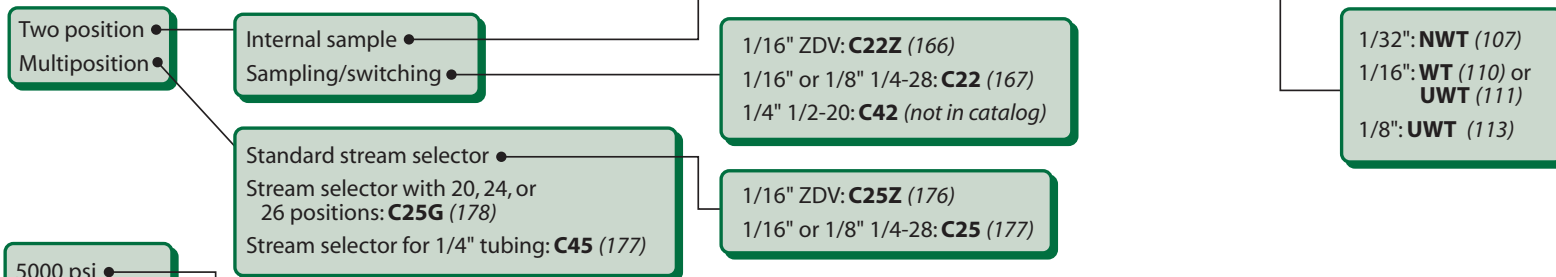 Two position
Multiposition
Internal sample
Sampling/switching
1/16" ZDV: C22Z (166)
1/16" or 1/8" 1/4-28: C22 (167)
1/4" 1/2-20: C42 (not in catalog)
1/32": NWT (107)
1/16": WT (110) or
UWT (111)
1/8": UWT (113)
Standard stream selector
Stream selector with 20, 24, or
26 positions: C25G (178)
Stream selector for 1/4" tubing: C45 (177)
1/16" ZDV: C25Z (176)
1/16" or 1/8" 1/4-28: C25 (177)
5000 psi